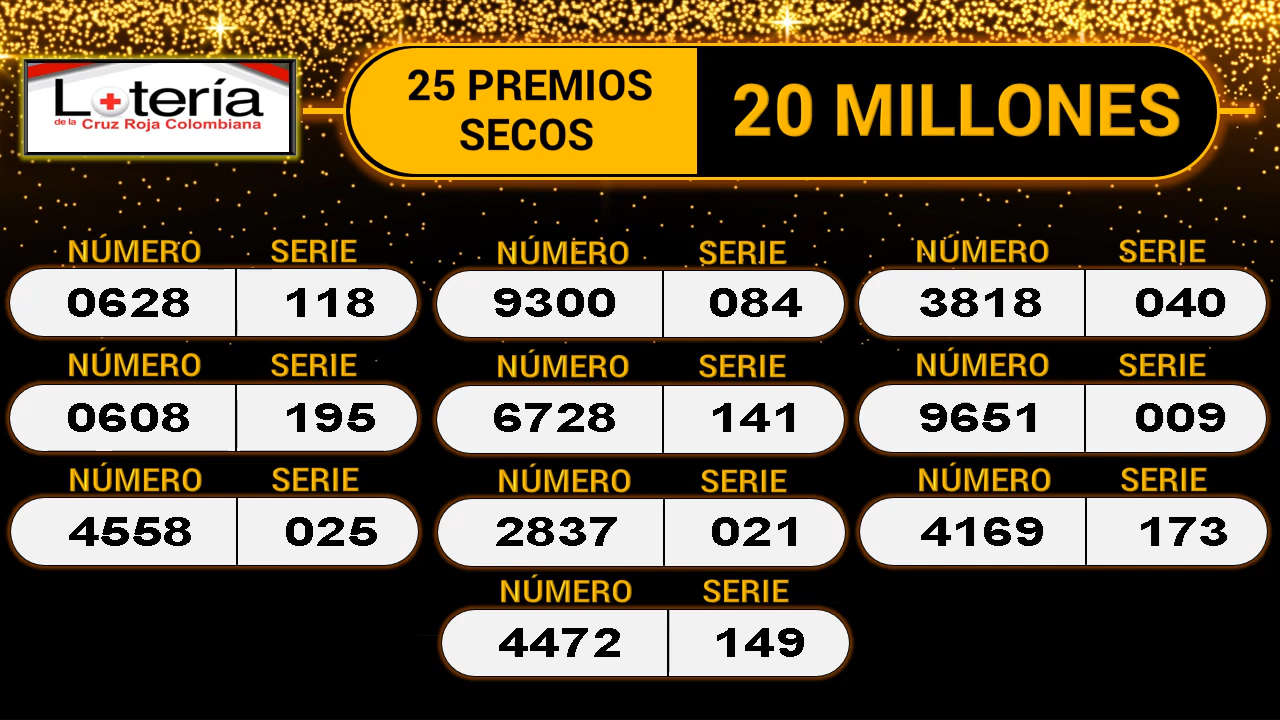 Lotería
de la Cruz Roja Colombiana
25 PREMIOS
SECOS
20 MILLONES
NÚMERO SERIE NÚMERO SERIE NÚMERO SERIE
0628 118 9300 084 3818 040
NÚMERO SERIE NÚMERO SERIE NÚMERO SERIE
0608 195 6728 141 9651 009
NÚMERO SERIE NÚMERO SERIE NÚMERO SERIE
4558 025 2837 021 4169 173
NÚMERO SERIE
4472 149